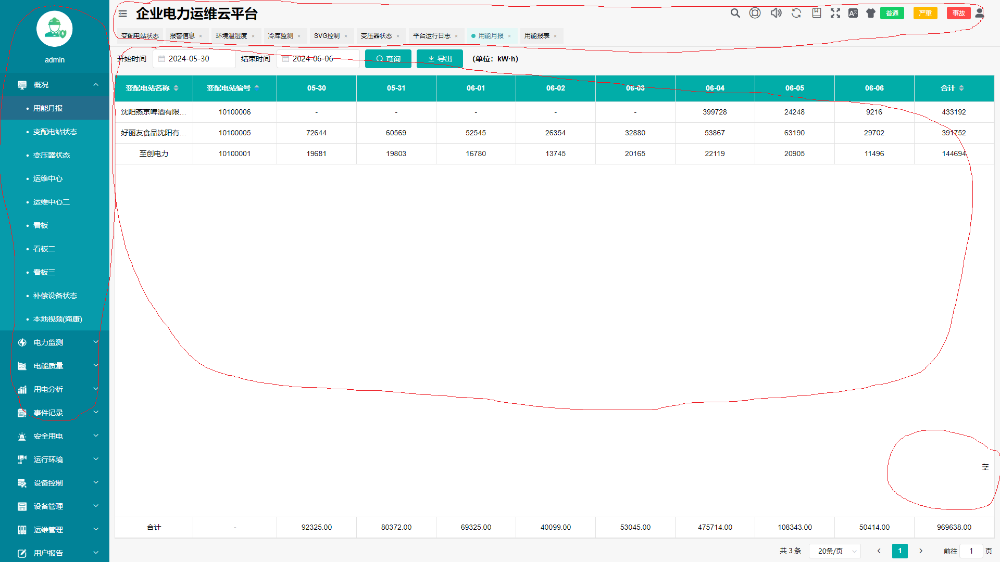 企业电力运维云平台
普通 严重 事故
变配电站状态 报警信息 × 环境温湿度 × 冷库监测 × SVG控制 × 变压器状态 × 平台运行日志 × 用能月报 × 用能报表 ×
admin
概况
用能月报
变配电站状态
变压器状态
运维中心
运维中心二
看板
看板二
看板三
补偿设备状态
本地视频(海康)
电力监测
电能质量
用电分析
事件记录
安全用电
运行环境
设备控制
设备管理
运维管理
用户报告
开始时间 2024-05-30 结束时间 2024-06-06 查询 导出 （单位：kW·h）
变配电站名称 变配电站编号 05-30 05-31 06-01 06-02 06-03 06-04 06-05 06-06 合计
沈阳燕京啤酒有限... 10100006 - - - - - 399728 24248 9216 433192
好丽友食品沈阳有... 10100005 72644 60569 52545 26354 32880 53867 63190 29702 391752
至创电力 10100001 19681 19803 16780 13745 20165 22119 20905 11496 144694
合计 - 92325.00 80372.00 69325.00 40099.00 53045.00 475714.00 108343.00 50414.00 969638.00
共 3 条 20条/页 1 前往 1 页